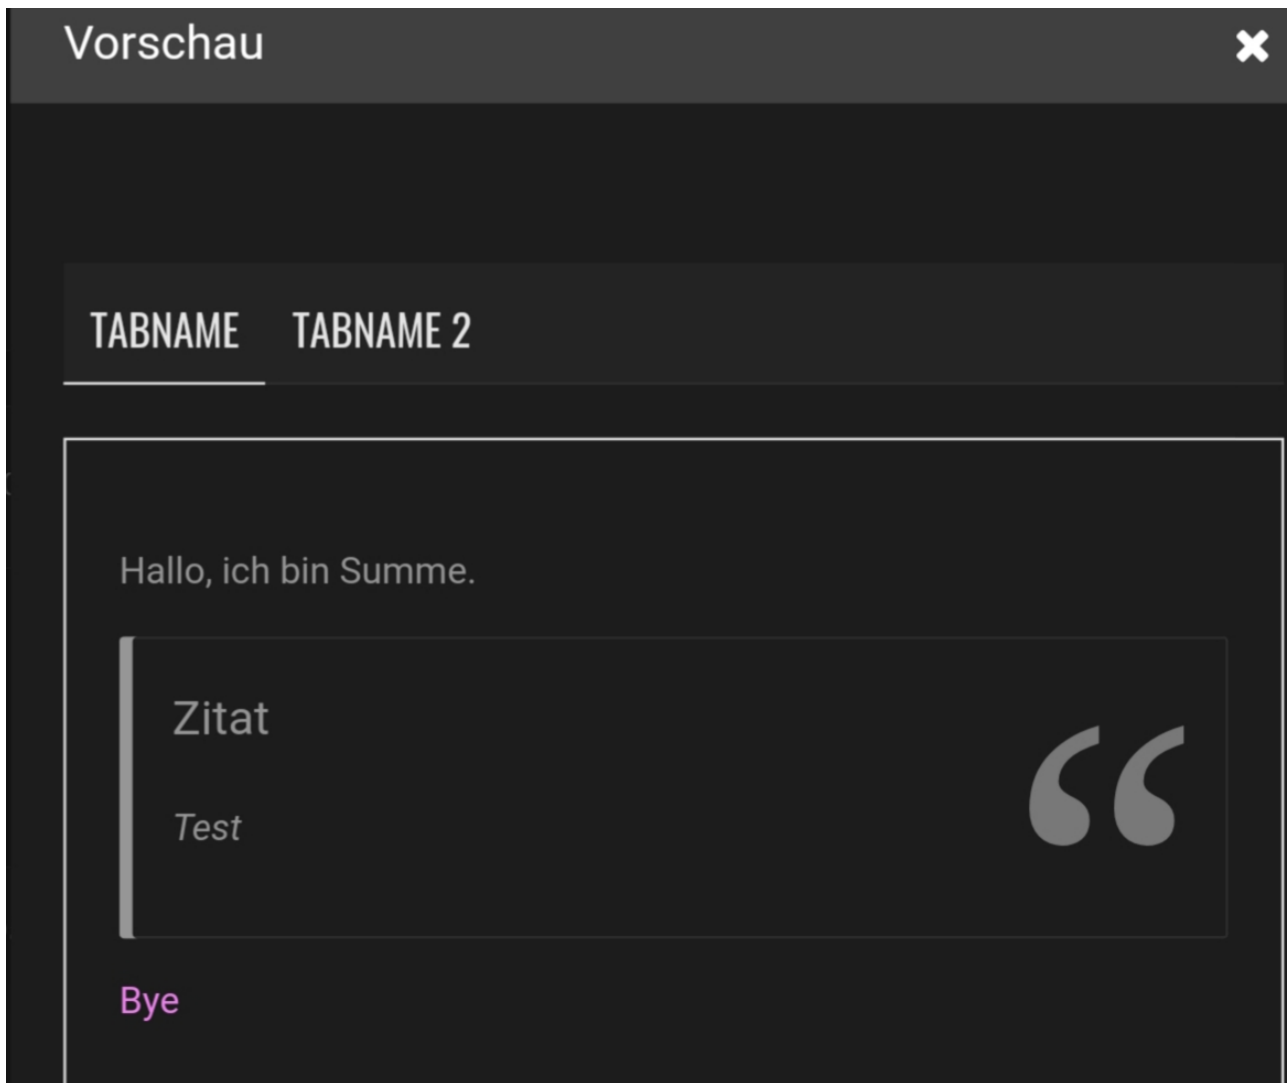 Vorschau
TABNAME TABNAME 2
Hallo, ich bin Summe.
Zitat
Test
Bye